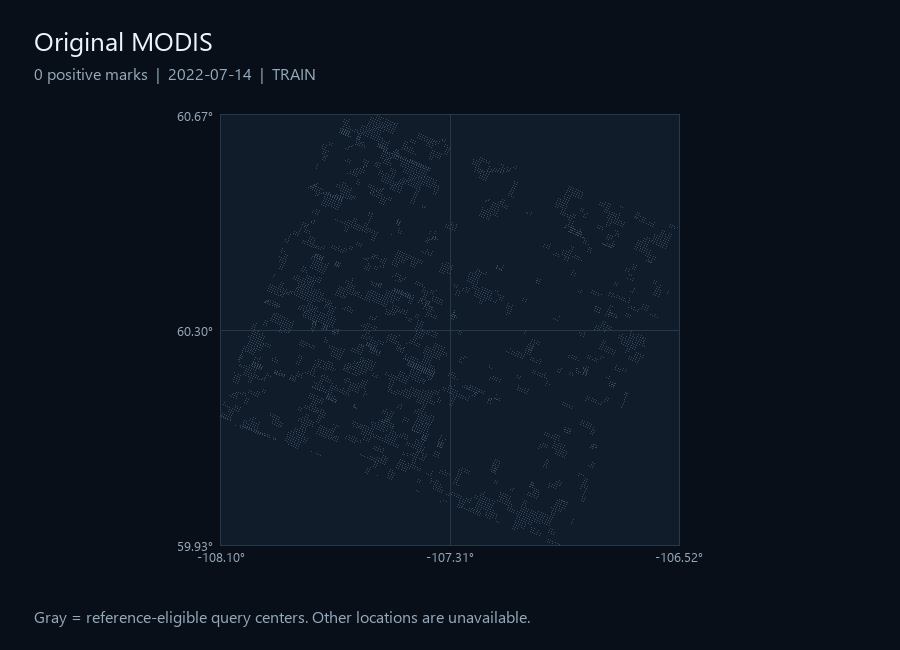 Original MODIS
0 positive marks | 2022-07-14 | TRAIN
60.67°
60.30°
59.93°
-108.10°
-107.31°
-106.52°
Gray = reference-eligible query centers. Other locations are unavailable.